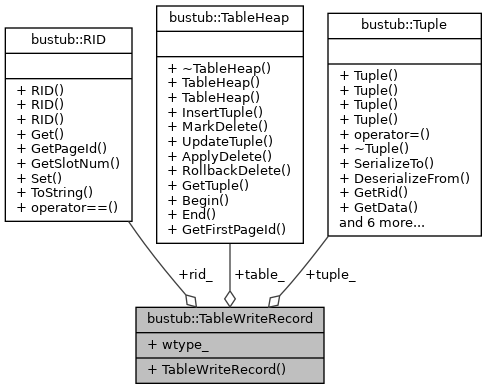 bustub::RID
+ RID()
+ RID()
+ RID()
+ Get()
+ GetPageId()
+ GetSlotNum()
+ Set()
+ ToString()
+ operator==()
bustub::TableHeap
+ ~TableHeap()
+ TableHeap()
+ TableHeap()
+ InsertTuple()
+ MarkDelete()
+ UpdateTuple()
+ ApplyDelete()
+ RollbackDelete()
+ GetTuple()
+ Begin()
+ End()
+ GetFirstPageId()
bustub::Tuple
+ Tuple()
+ Tuple()
+ Tuple()
+ Tuple()
+ operator=()
+ ~Tuple()
+ SerializeTo()
+ DeserializeFrom()
+ GetRid()
+ GetData()
and 6 more...
+rid_
+table_
+tuple_
bustub::TableWriteRecord
+ wtype_
+ TableWriteRecord()